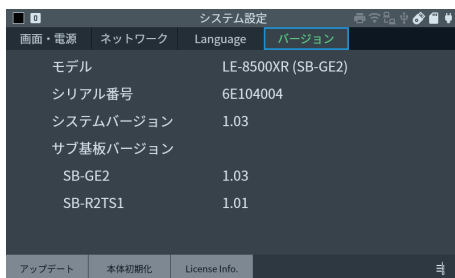 0 システム設定
画面・電源 ネットワーク Language バージョン
モデル LE-8500XR (SB-GE2)
シリアル番号 6E104004
システムバージョン 1.03
サブ基板バージョン
SB-GE2 1.03
SB-R2TS1 1.01
アップデート 本体初期化 License Info.